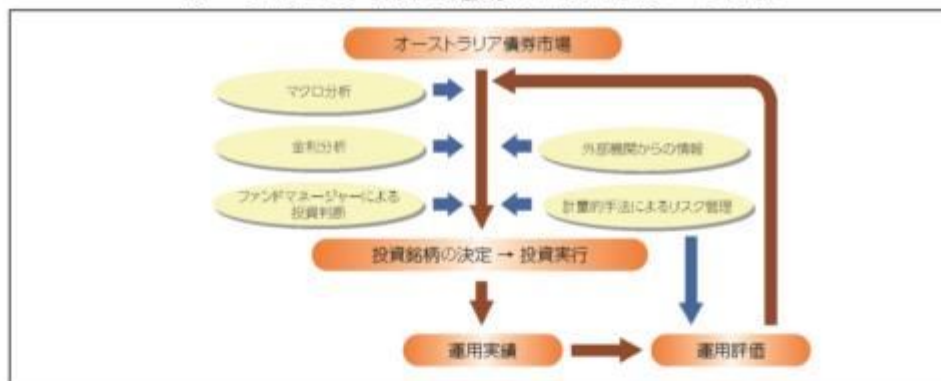 オーストラリア債券市場
マクロ分析
金利分析
外部機関からの情報
ファンドマネージャーによる
投資判断
計量的手法によるリスク管理
投資銘柄の決定 → 投資実行
運用実績
運用評価